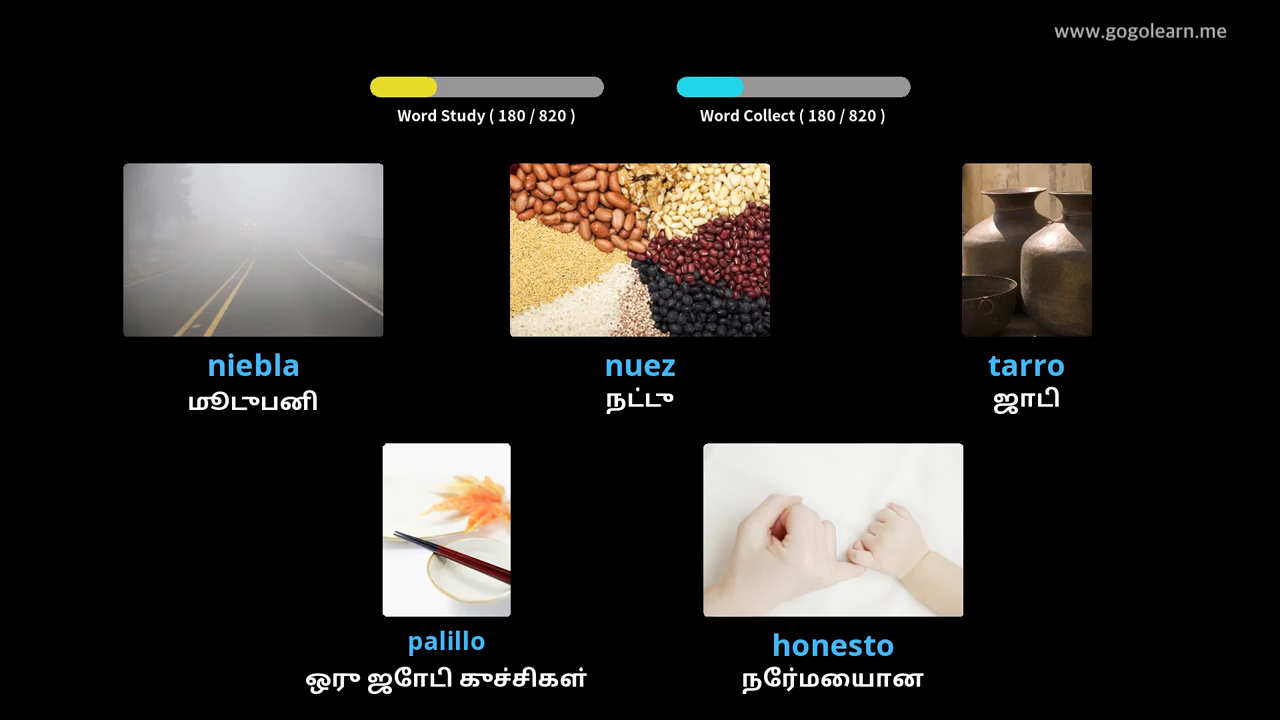 www.gogolearn.me
Word Study ( 180 / 820 )
Word Collect ( 180 / 820 )
niebla
மூடுபனி
nuez
நட்டு
tarro
ஜாடி
palillo
ஒரு ஜோடி குச்சிகள்
honesto
நேர்மையான